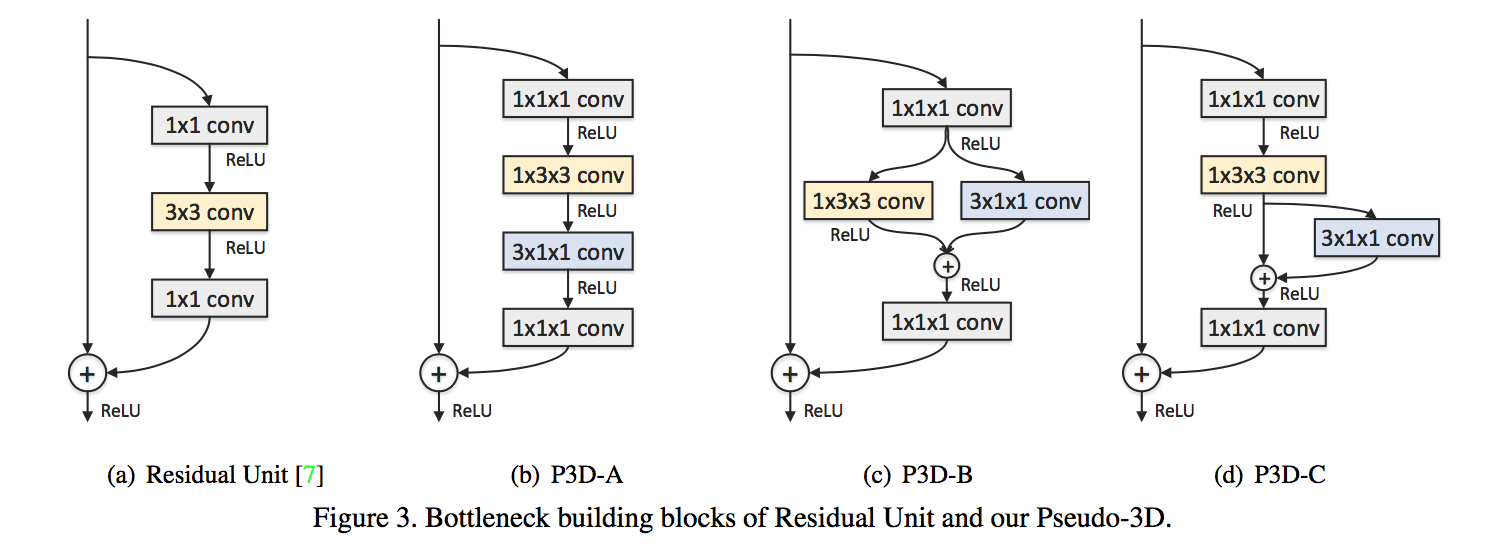 1x1 conv
ReLU
3x3 conv
ReLU
1x1 conv
+
ReLU
(a) Residual Unit [7]
1x1x1 conv
ReLU
1x3x3 conv
ReLU
3x1x1 conv
ReLU
1x1x1 conv
+
ReLU
(b) P3D-A
1x1x1 conv
ReLU
1x3x3 conv
3x1x1 conv
ReLU
+
ReLU
1x1x1 conv
+
ReLU
(c) P3D-B
1x1x1 conv
ReLU
1x3x3 conv
ReLU
3x1x1 conv
+
ReLU
1x1x1 conv
+
ReLU
(d) P3D-C
Figure 3. Bottleneck building blocks of Residual Unit and our Pseudo-3D.